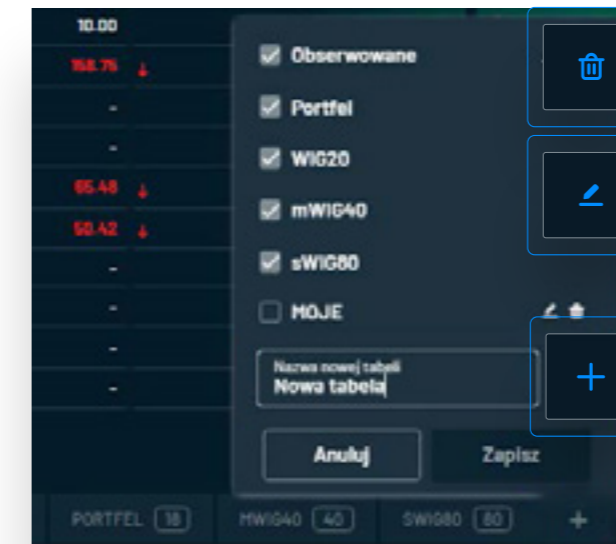 10.00
168.75
-
-
65.48
50.42
-
-
-
-
Obserwowane
Portfel
WIG20
mWIG40
sWIG80
MOJE
Nazwa nowej tabeli
Nowa tabela
Anuluj
Zapisz
PORTFEL 18
MWIG40 40
SWIG80 80
+